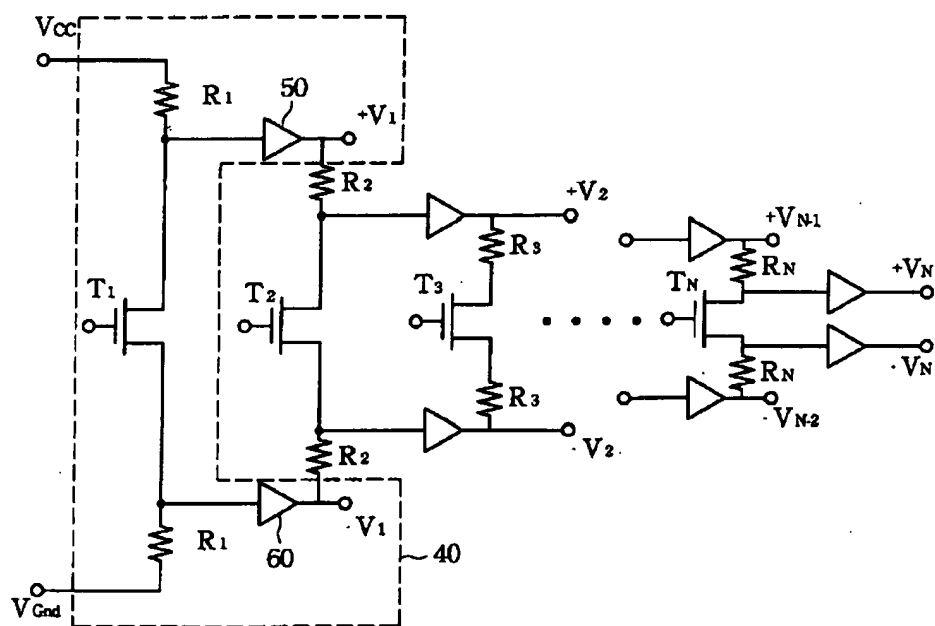 VCC
R1
50
+V1
R2
+V2
R3
+VN-1
RN
+VN
T1
T2
T3
TN
VN
RN
R3
VN-2
R2
V2
V1
R1
60
40
VGnd